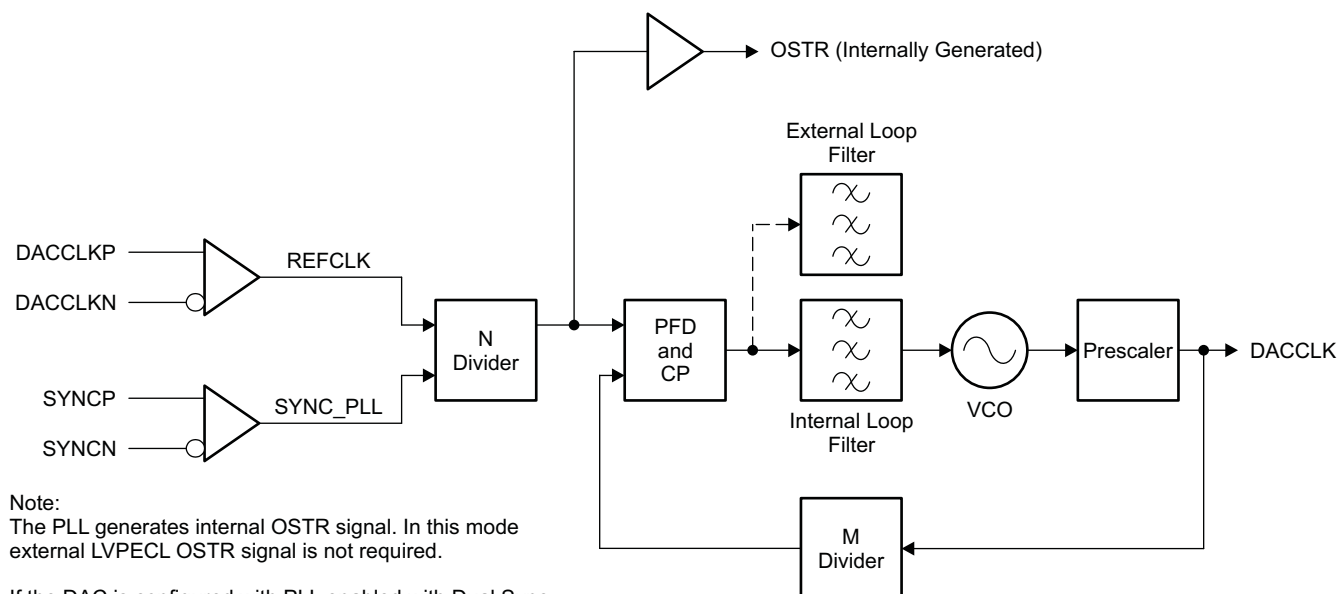 OSTR (Internally Generated)
External Loop
Filter
DACCLKP
REFCLK
DACCLKN
N
Divider
PFD
and
CP
Prescaler
DACCLK
SYNCP
SYNC_PLL
SYNCN
Internal Loop
Filter
VCO
Note:
The PLL generates internal OSTR signal. In this mode
external LVPECL OSTR signal is not required.
M
Divider